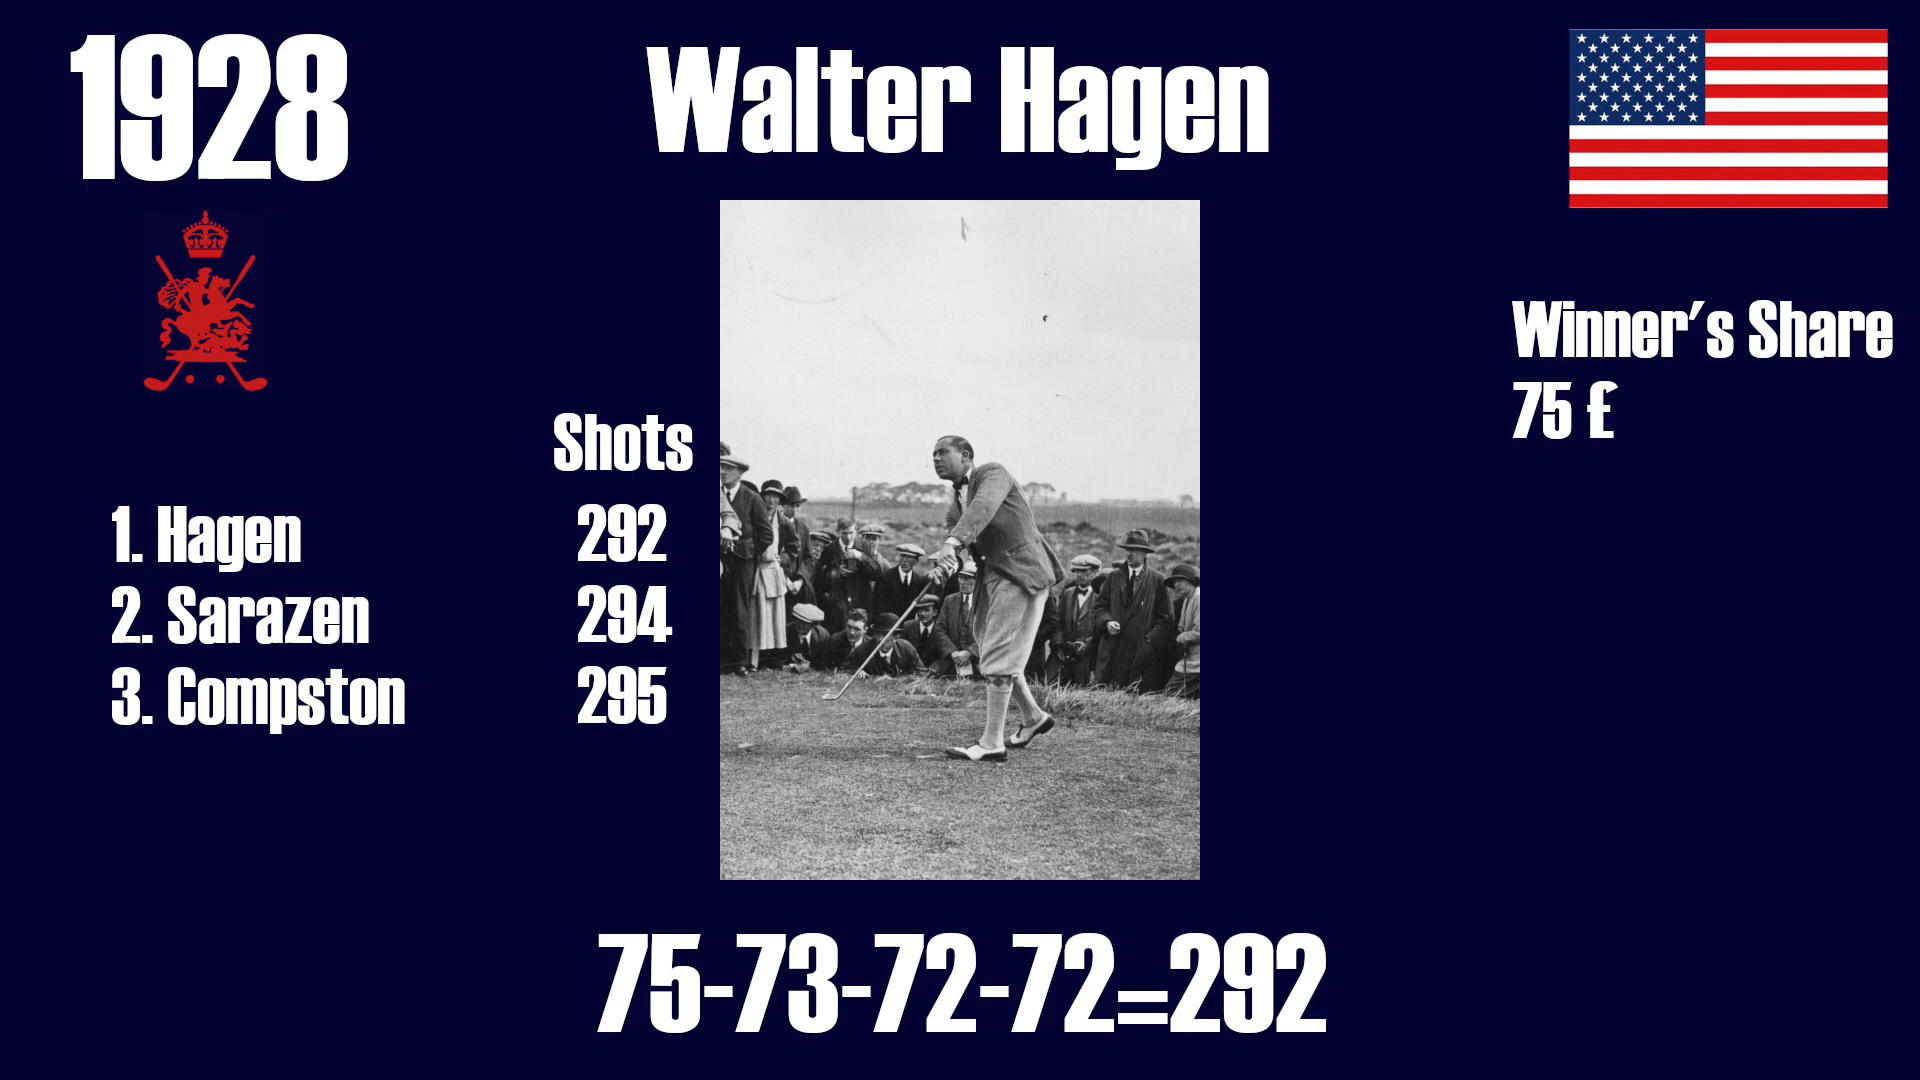 1928
Walter Hagen
Winner's Share
75 £
Shots
1. Hagen 292
2. Sarazen 294
3. Compston 295
75-73-72-72=292